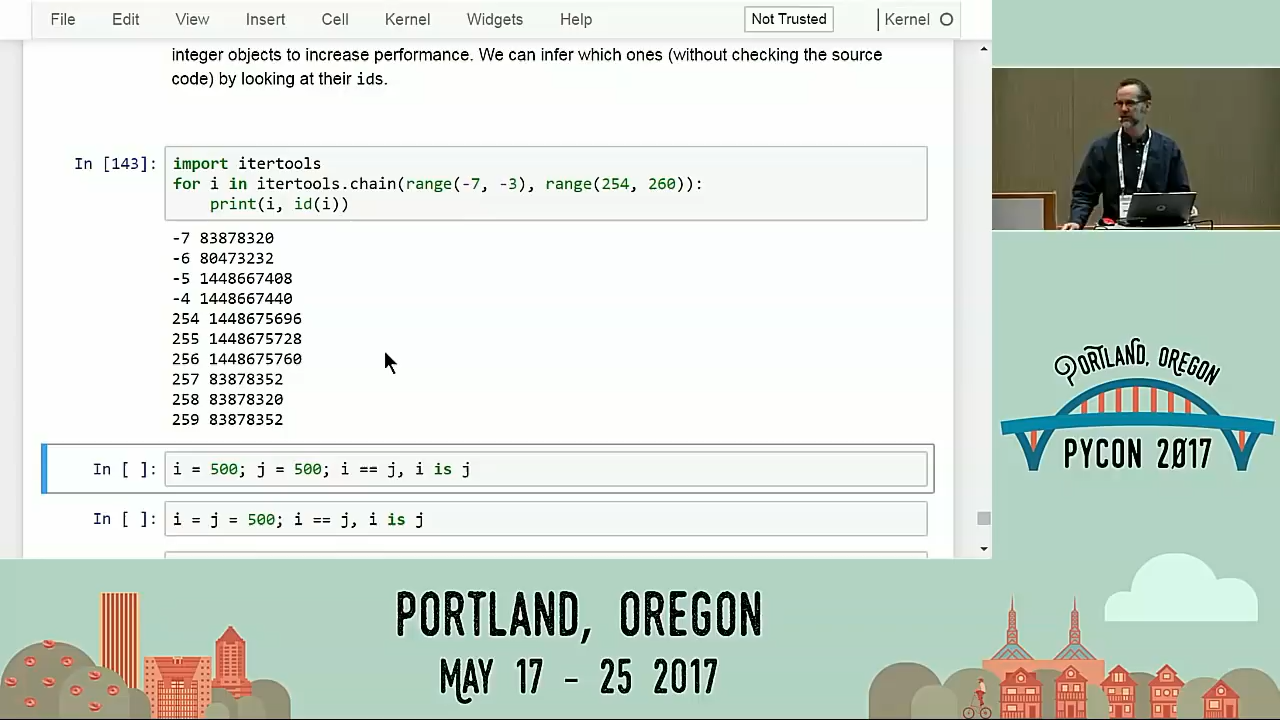 File Edit View Insert Cell Kernel Widgets Help Not Trusted Kernel
integer objects to increase performance. We can infer which ones (without checking the source
code) by looking at their ids.
In [143]: import itertools
for i in itertools.chain(range(-7, -3), range(254, 260)):
print(i, id(i))
-7 83878320
-6 80473232
-5 1448667408
-4 1448667440
254 1448675696
255 1448675728
256 1448675760
257 83878352
258 83878320
259 83878352
In [ ]: i = 500; j = 500; i == j, i is j
In [ ]: i = j = 500; i == j, i is j
PORTLAND, OREGON
PYCON 2017
PORTLAND, OREGON
MAY 17 - 25 2017